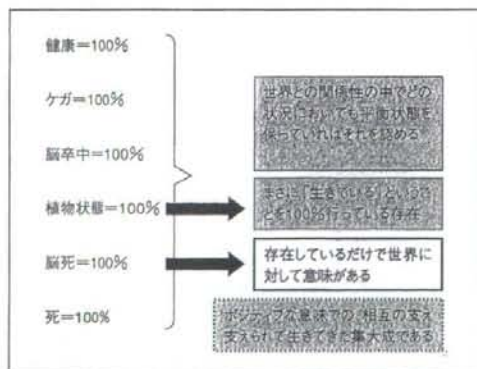 健康＝100%
ケガ＝100%
脳卒中＝100%
植物状態＝100%
脳死＝100%
死＝100%
世界との関係性の中でどの
状況においても平衡状態を
保っていればそれを認める
まさに「生きている」というこ
とを100%行っている存在
存在しているだけで世界に
対して意味がある
ポジティブな意味での、相互の支え
支えられて生きてきた集大成である